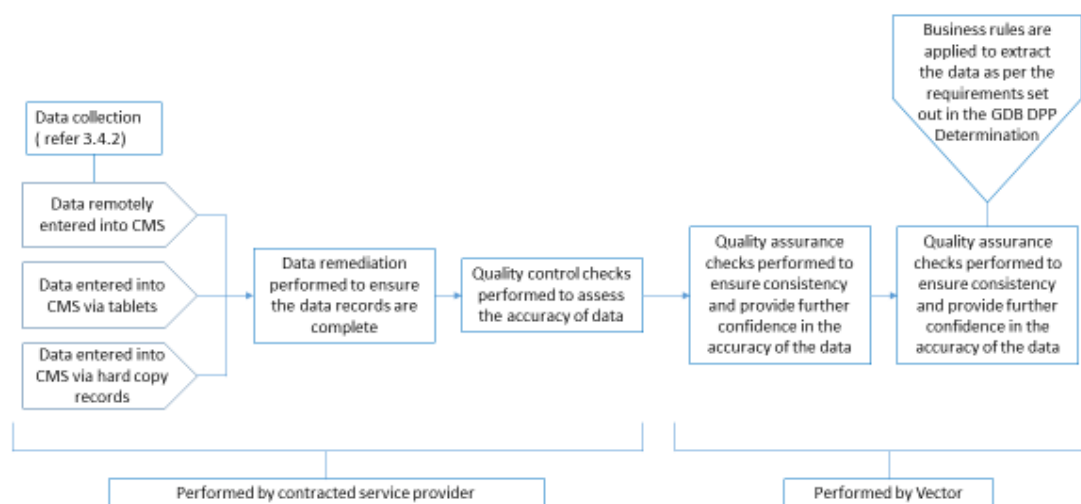 Business rules are
applied to extract
the data as per the
requirements set
out in the GDB DPP
Determination
Data collection
( refer 3.4.2)
Data remotely
entered into CMS
Data entered into
CMS via tablets
Data entered into
CMS via hard copy
records
Data remediation
performed to ensure
the data records are
complete
Quality control checks
performed to assess
the accuracy of data
Quality assurance
checks performed to
ensure consistency
and provide further
confidence in the
accuracy of the data
Quality assurance
checks performed to
ensure consistency
and provide further
confidence in the
accuracy of the data
Performed by contracted service provider
Performed by Vector